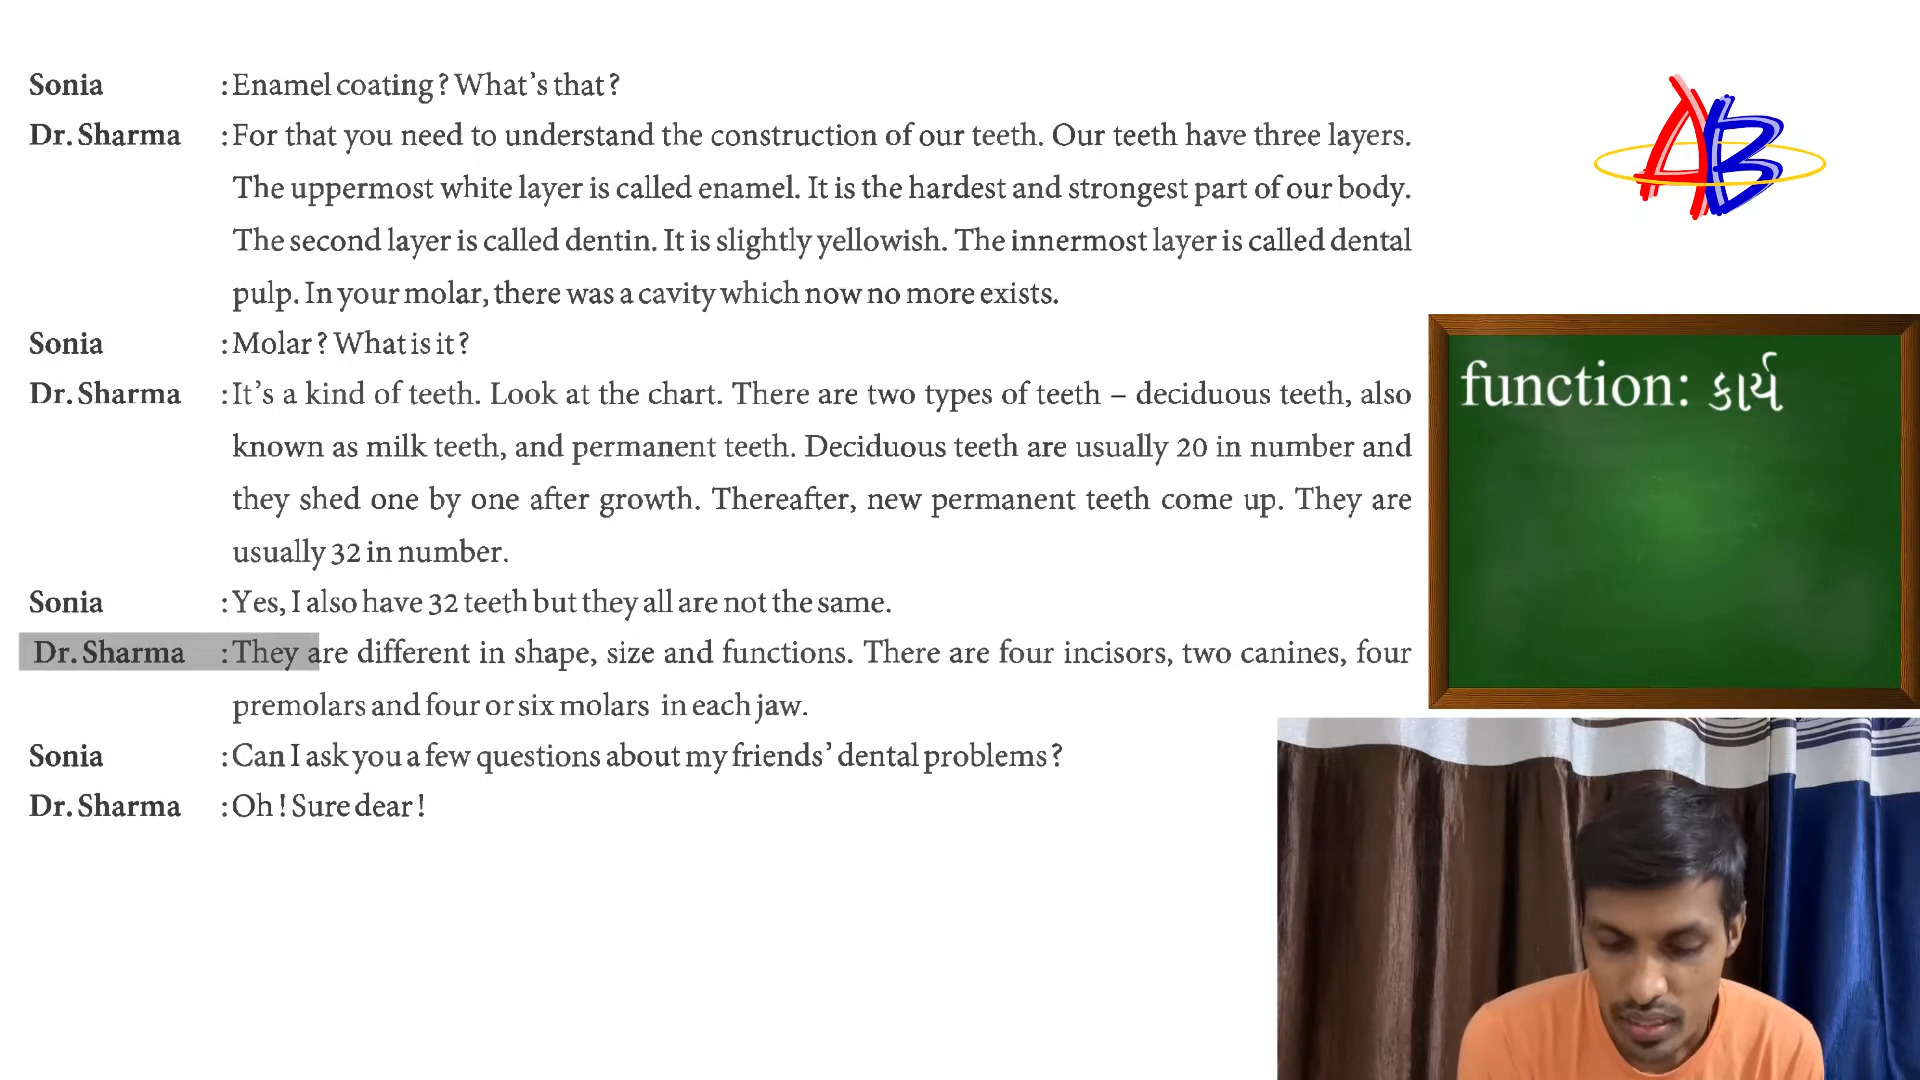 Sonia : Enamel coating? What's that?
Dr. Sharma : For that you need to understand the construction of our teeth. Our teeth have three layers.
The uppermost white layer is called enamel. It is the hardest and strongest part of our body.
The second layer is called dentin. It is slightly yellowish. The innermost layer is called dental
pulp. In your molar, there was a cavity which now no more exists.
Sonia : Molar? What is it?
Dr. Sharma : It's a kind of teeth. Look at the chart. There are two types of teeth – deciduous teeth, also
known as milk teeth, and permanent teeth. Deciduous teeth are usually 20 in number and
they shed one by one after growth. Thereafter, new permanent teeth come up. They are
usually 32 in number.
Sonia : Yes, I also have 32 teeth but they all are not the same.
Dr. Sharma : They are different in shape, size and functions. There are four incisors, two canines, four
premolars and four or six molars in each jaw.
Sonia : Can I ask you a few questions about my friends' dental problems?
Dr. Sharma : Oh! Sure dear!
AB
function: કાર્ય